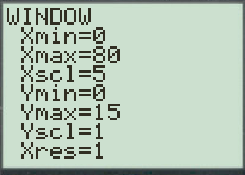 WINDOW
Xmin=0
Xmax=80
Xscl=5
Ymin=0
Ymax=15
Yscl=1
Xres=1